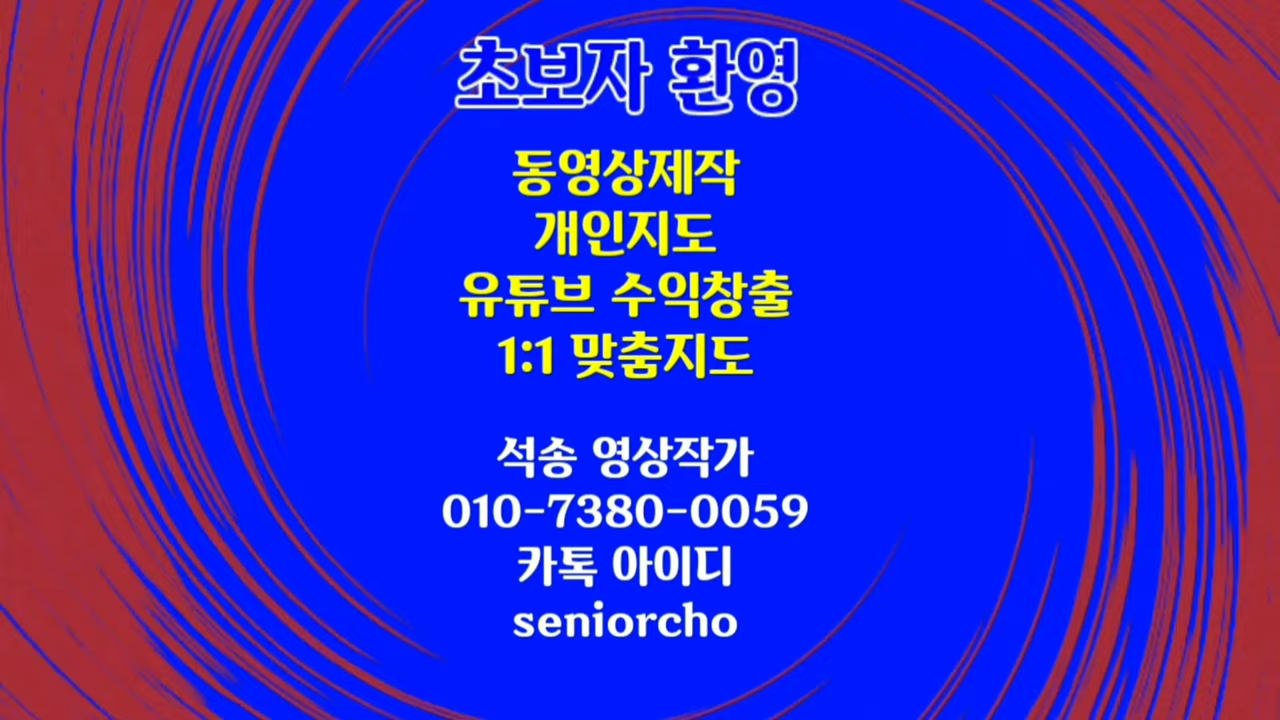 초보자 환영
동영상제작
개인지도
유튜브 수익창출
1:1 맞춤지도
석송 영상작가
010-7380-0059
카톡 아이디
seniorcho